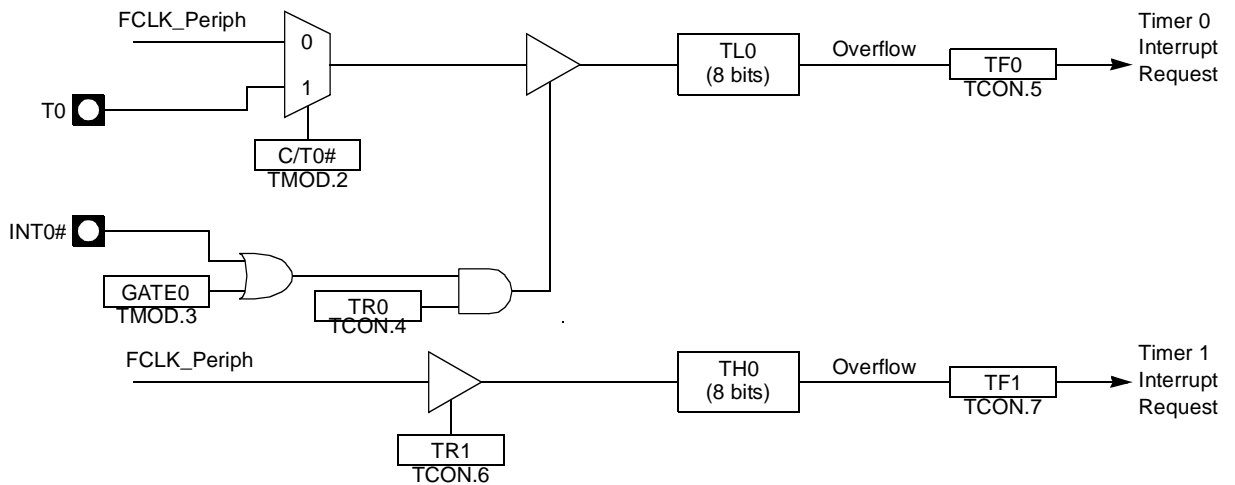 FCLK_Periph
0
1
T0
C/T0#
TMOD.2
TL0
(8 bits)
Overflow
TF0
TCON.5
Timer 0
Interrupt
Request
INT0#
GATE0
TMOD.3
TR0
TCON.4
FCLK_Periph
TR1
TCON.6
TH0
(8 bits)
Overflow
TF1
TCON.7
Timer 1
Interrupt
Request